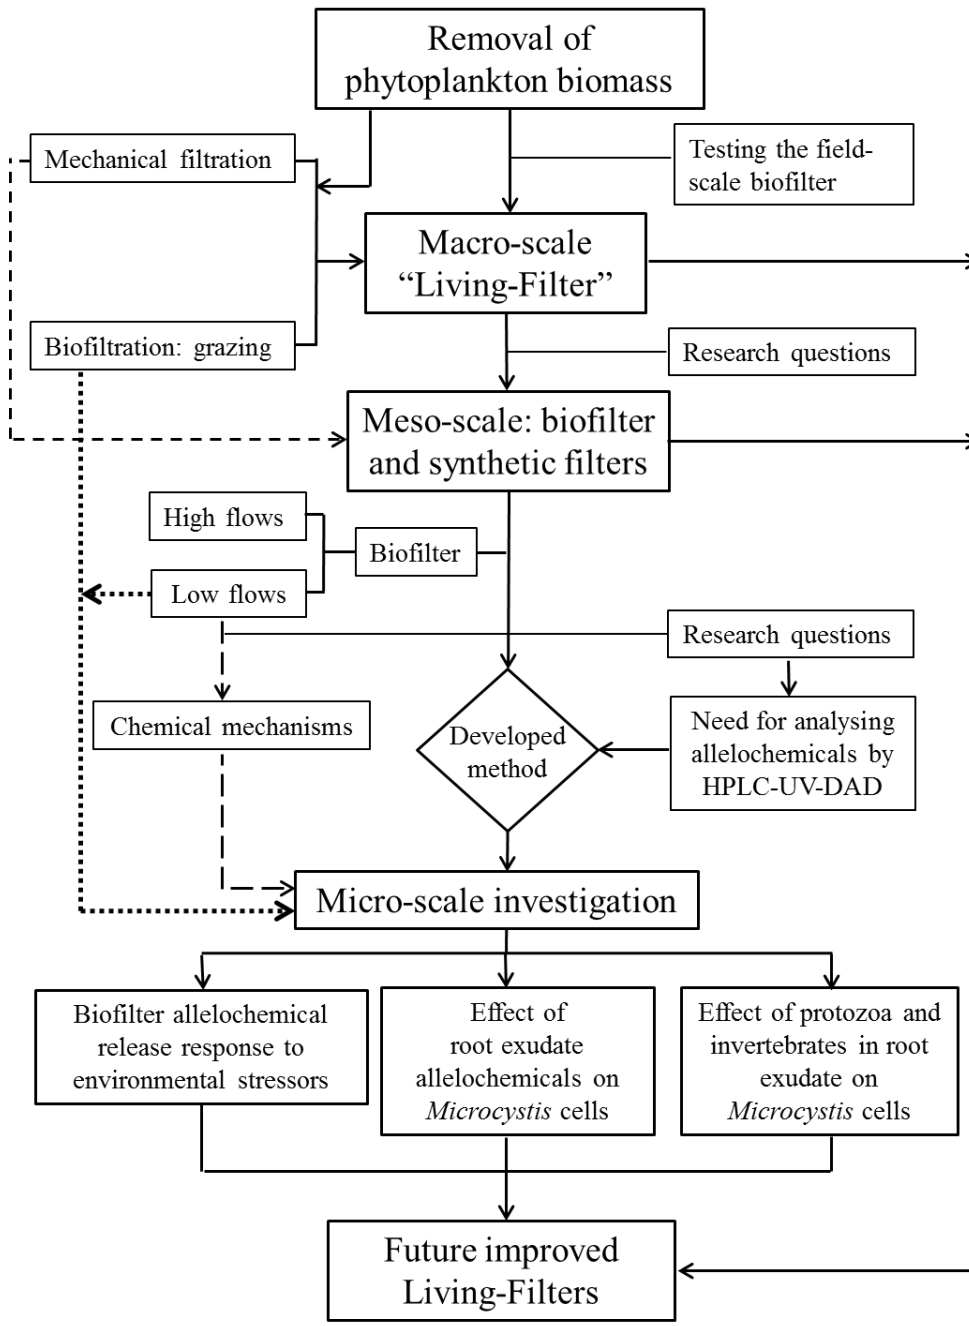 Removal of
phytoplankton biomass
Mechanical filtration
Testing the field-
scale biofilter
Macro-scale
“Living-Filter”
Biofiltration: grazing
Research questions
Meso-scale: biofilter
and synthetic filters
High flows
Biofilter
Low flows
Research questions
Chemical mechanisms
Developed
method
Need for analysing
allelochemicals by
HPLC-UV-DAD
Micro-scale investigation
Biofilter allelochemical
release response to
environmental stressors
Effect of
root exudate
allelochemicals on
Microcystis cells
Effect of protozoa and
invertebrates in root
exudate on
Microcystis cells
Future improved
Living-Filters